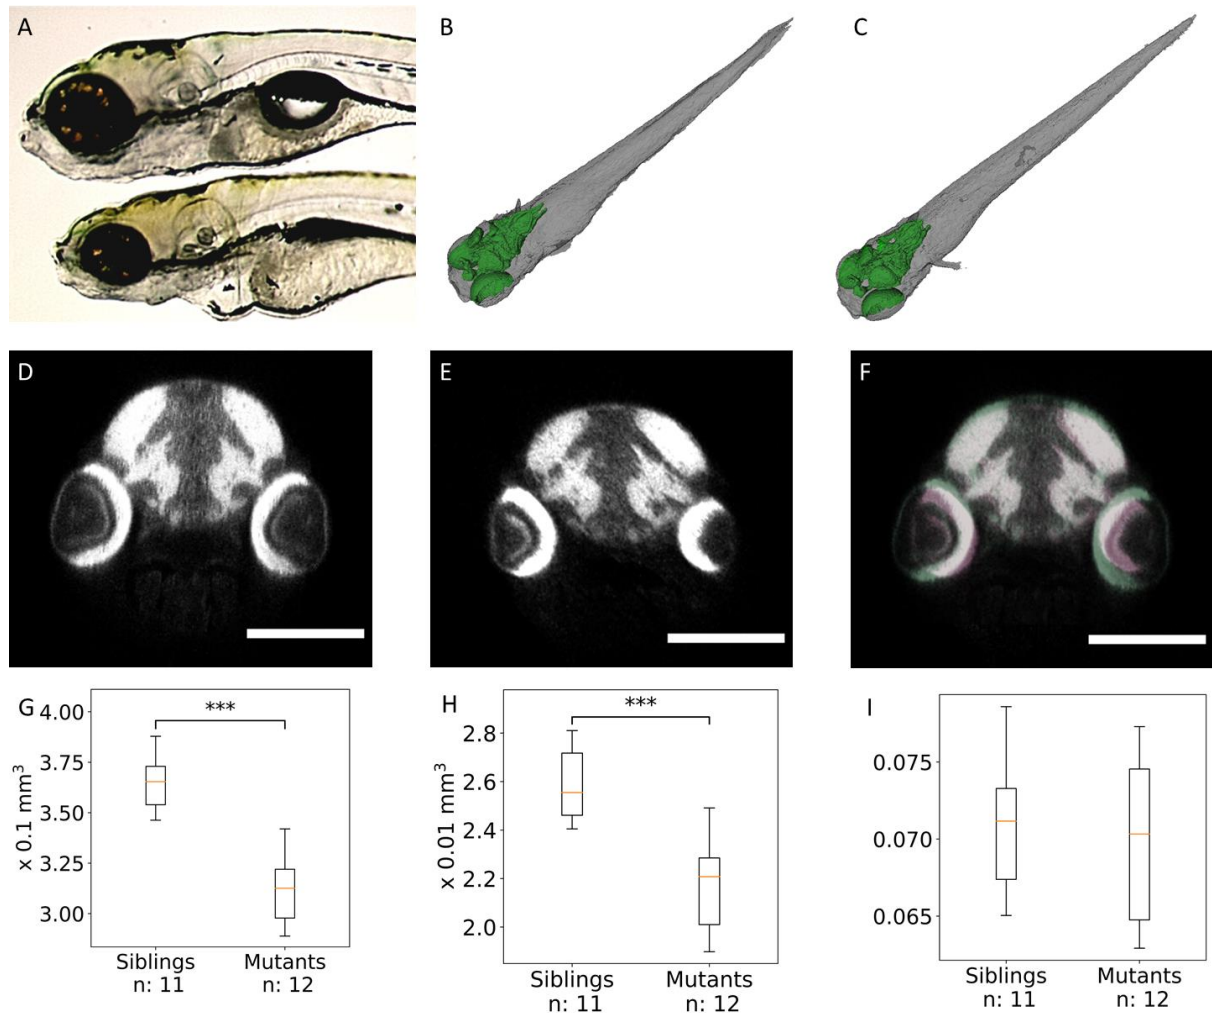 A
B
C
D
E
F
G
4.00
3.75
3.50
3.25
3.00
x 0.1 mm³
***
Siblings
n: 11
Mutants
n: 12
H
2.8
2.6
2.4
2.2
2.0
x 0.01 mm³
***
Siblings
n: 11
Mutants
n: 12
I
0.075
0.070
0.065
Siblings
n: 11
Mutants
n: 12